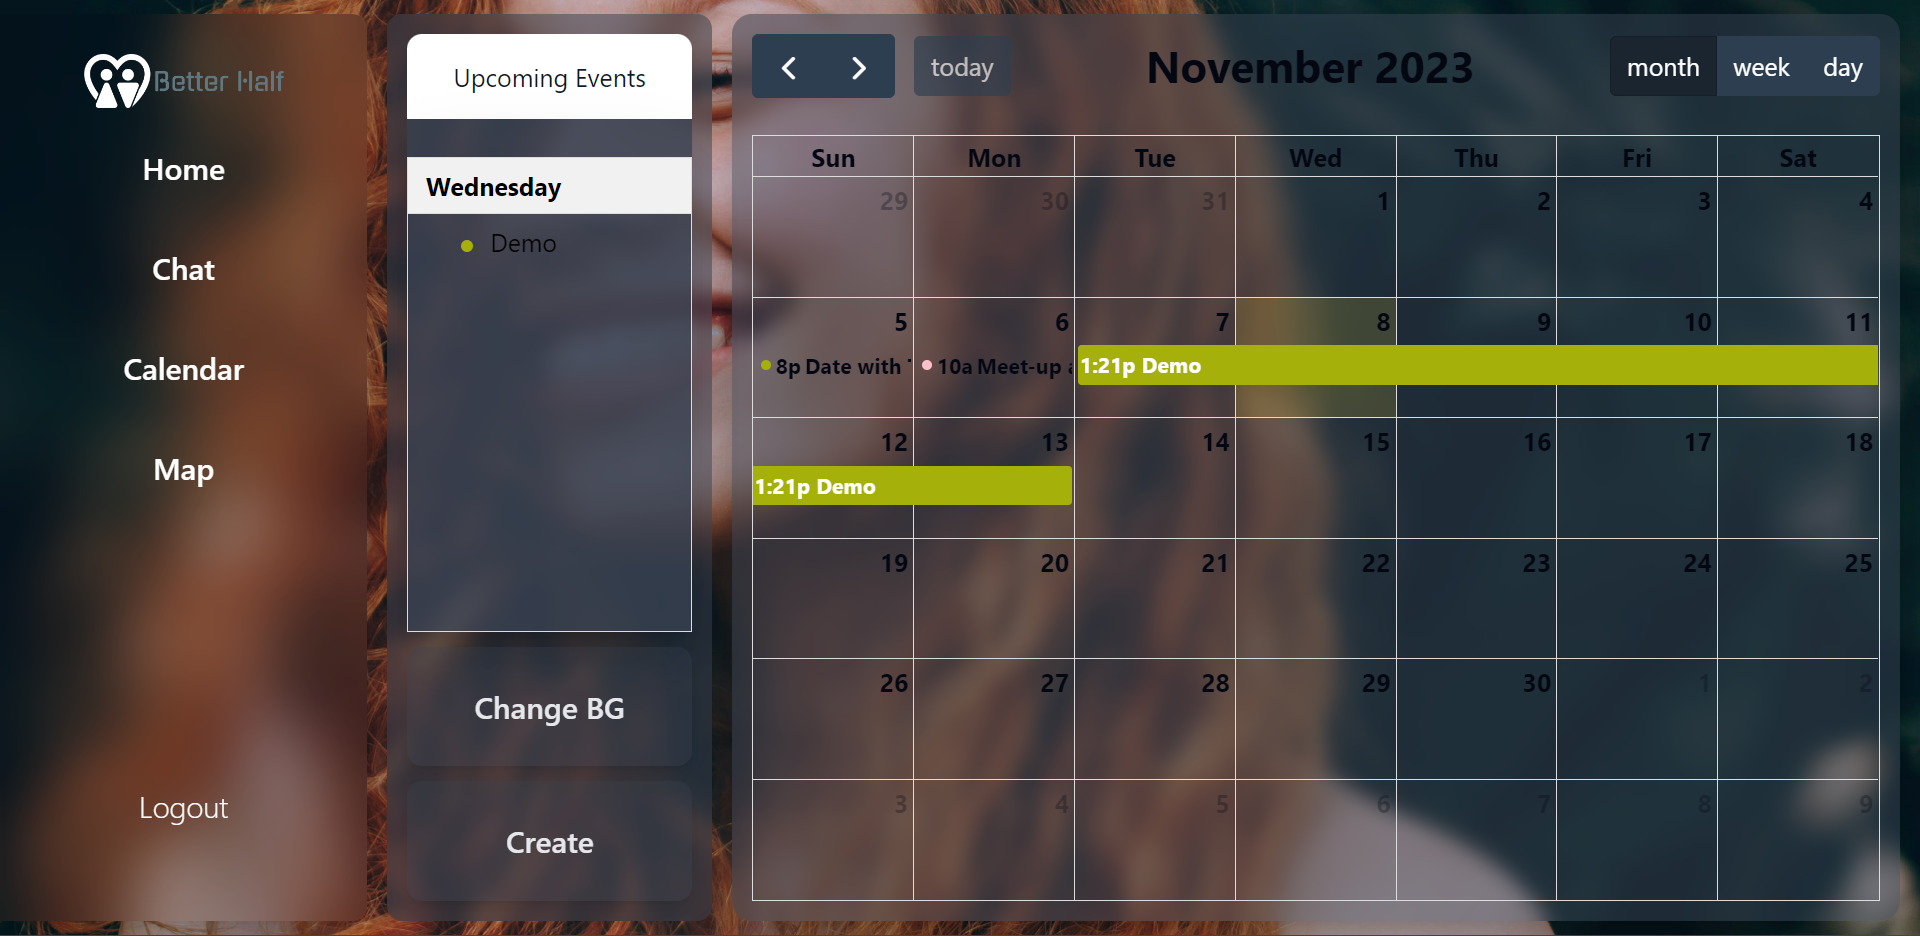 Better Half
Home
Chat
Calendar
Map
Logout
Upcoming Events
Wednesday
Demo
Change BG
Create
today
November 2023
month week day
Sun Mon Tue Wed Thu Fri Sat
29 30 31 1 2 3 4
5 6 7 8 9 10 11
8p Date with 10a Meet-up 1:21p Demo
12 13 14 15 16 17 18
1:21p Demo
19 20 21 22 23 24 25
26 27 28 29 30 1 2
3 4 5 6 7 8 9